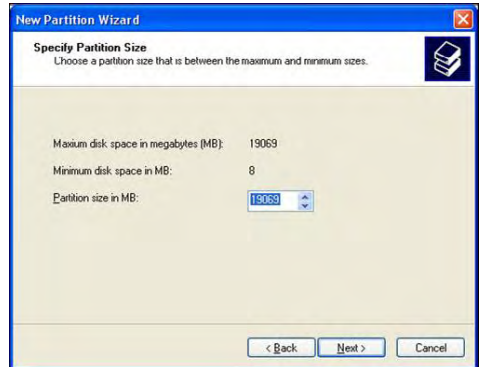 New Partition Wizard
Specify Partition Size
Choose a partition size that is between the maximum and minimum sizes.
Maxium disk space in megabytes (MB): 19069
Minimum disk space in MB: 8
Partition size in MB: 19069
< Back Next > Cancel